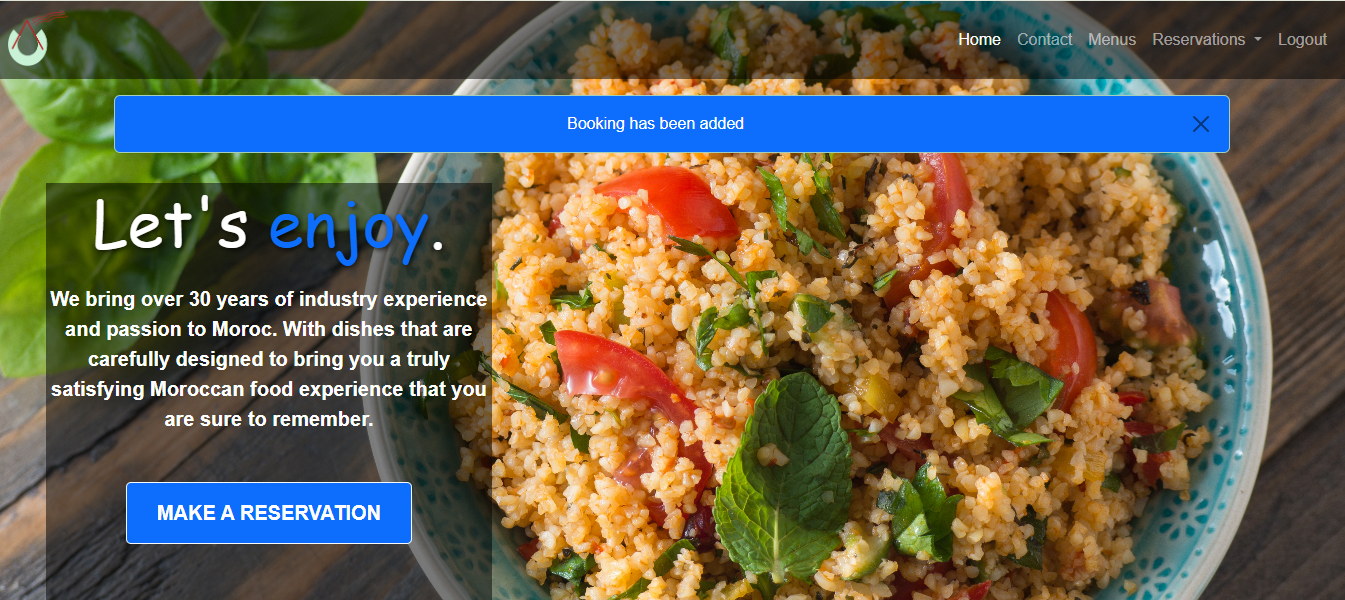 Home Contact Menus Reservations Logout
Booking has been added
Let's enjoy.
We bring over 30 years of industry experience
and passion to Moroc. With dishes that are
carefully designed to bring you a truly
satisfying Moroccan food experience that you
are sure to remember.
MAKE A RESERVATION